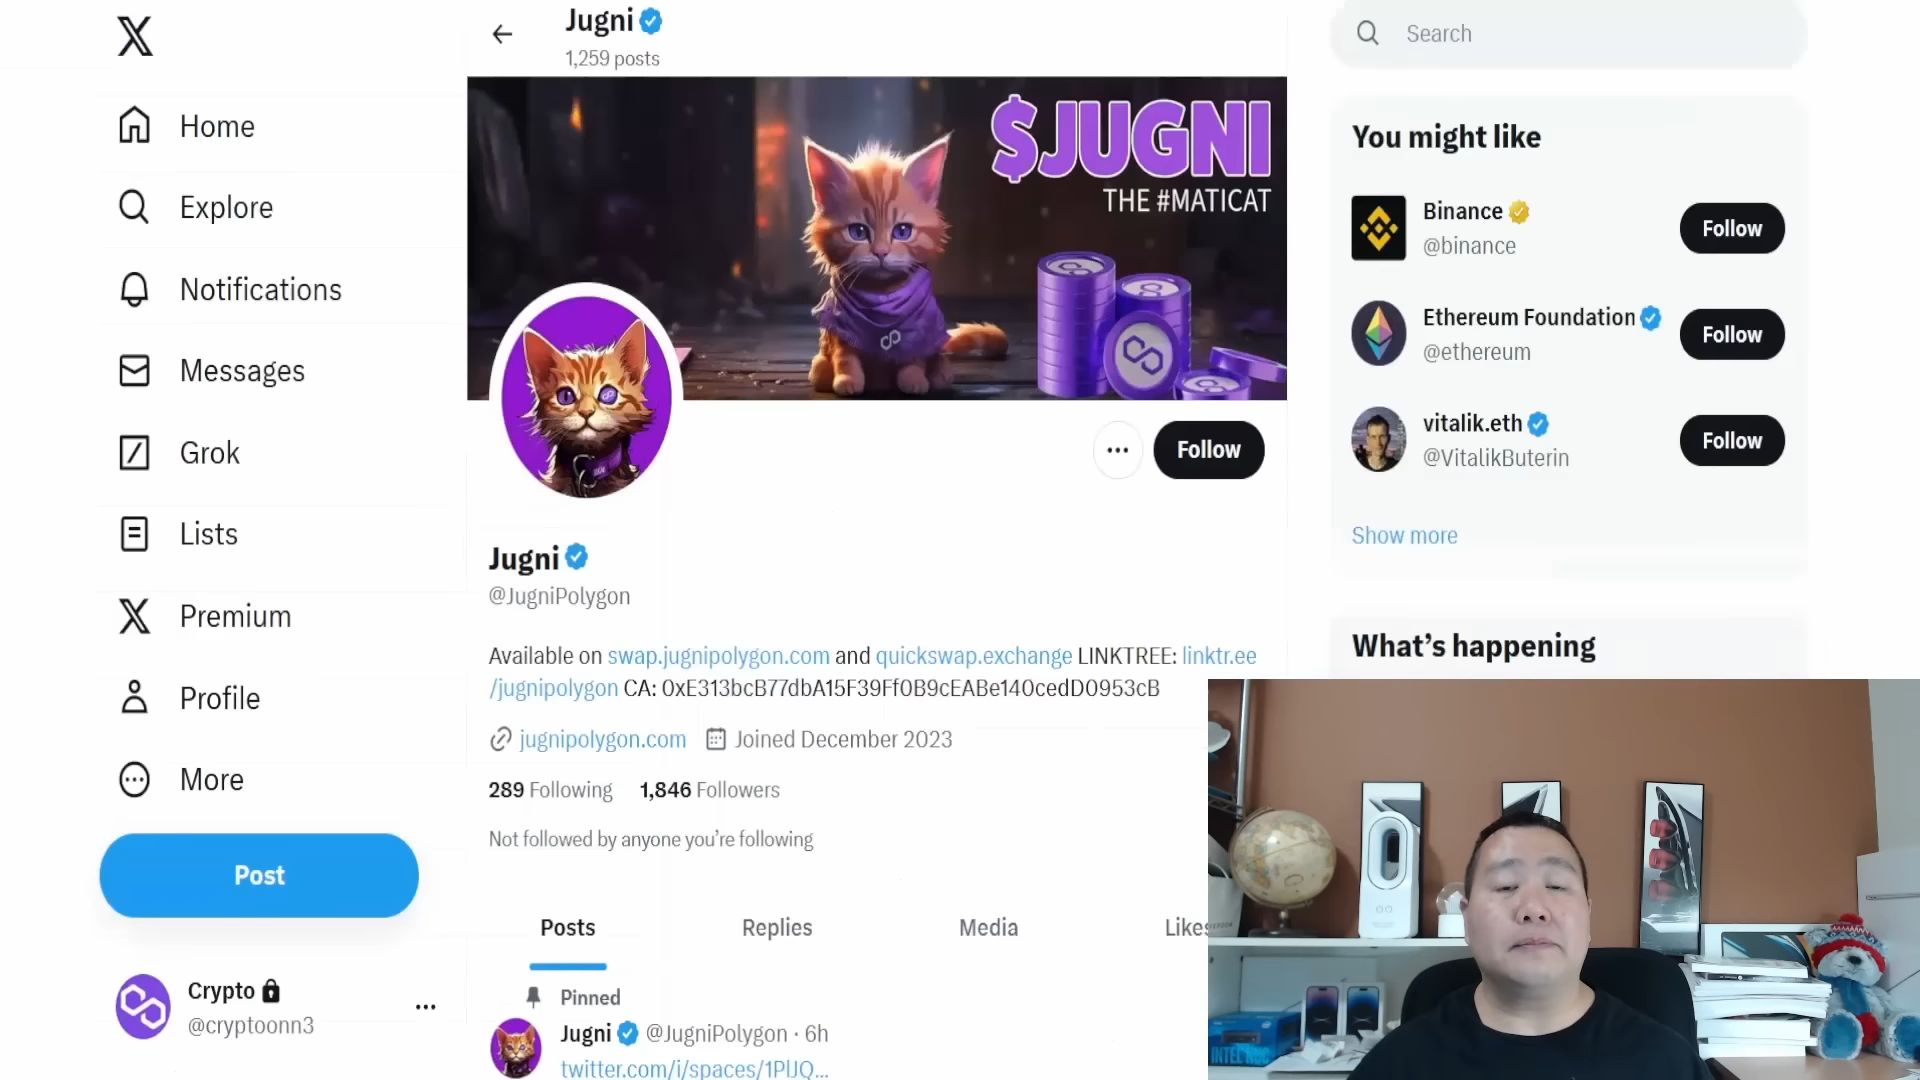 Home
Explore
Notifications
Messages
Grok
Lists
Premium
Profile
More
Post
Crypto
@cryptoonn3
Jugni
1,259 posts
$JUGNI
THE #MATICAT
Follow
Jugni
@JugniPolygon
Available on swap.jugnipolygon.com and quickswap.exchange LINKTREE: linktr.ee
/jugnipolygon CA: 0xE313bcB77dbA15F39Ff0B9cEABe140cedD0953cB
jugnipolygon.com Joined December 2023
289 Following 1,846 Followers
Not followed by anyone you're following
Posts Replies Media Likes
Pinned
Jugni @JugniPolygon · 6h
twitter.com/i/spaces/1PlJQ...
Search
You might like
Binance
@binance
Follow
Ethereum Foundation
@ethereum
Follow
vitalik.eth
@VitalikButerin
Follow
Show more
What's happening
INTEL NUC